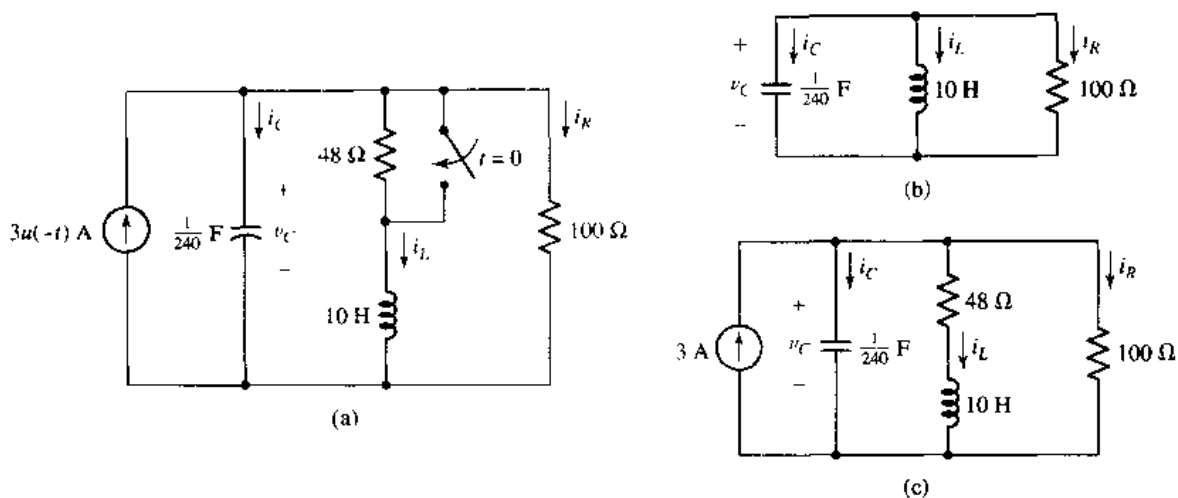 i_C
48 Ω
t = 0
i_R
3u(-t) A
1/240 F
+
v_C
−
i_L
100 Ω
10 H
(a)
+
i_C
i_L
i_R
v_C
1/240 F
10 H
100 Ω
−
(b)
i_C
48 Ω
i_R
3 A
+
v_C
−
1/240 F
i_L
100 Ω
10 H
(c)